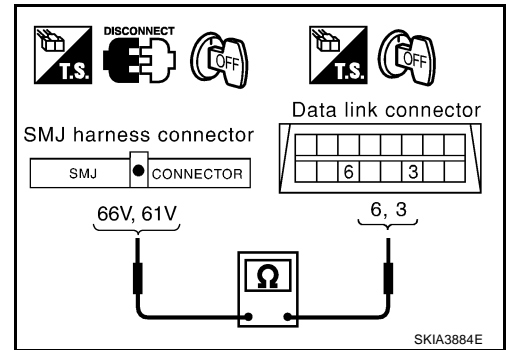 DISCONNECT
T.S.
OFF
T.S.
OFF
Data link connector
SMJ harness connector
6 3
SMJ CONNECTOR
66V, 61V
6, 3
Ω
SKIA3884E